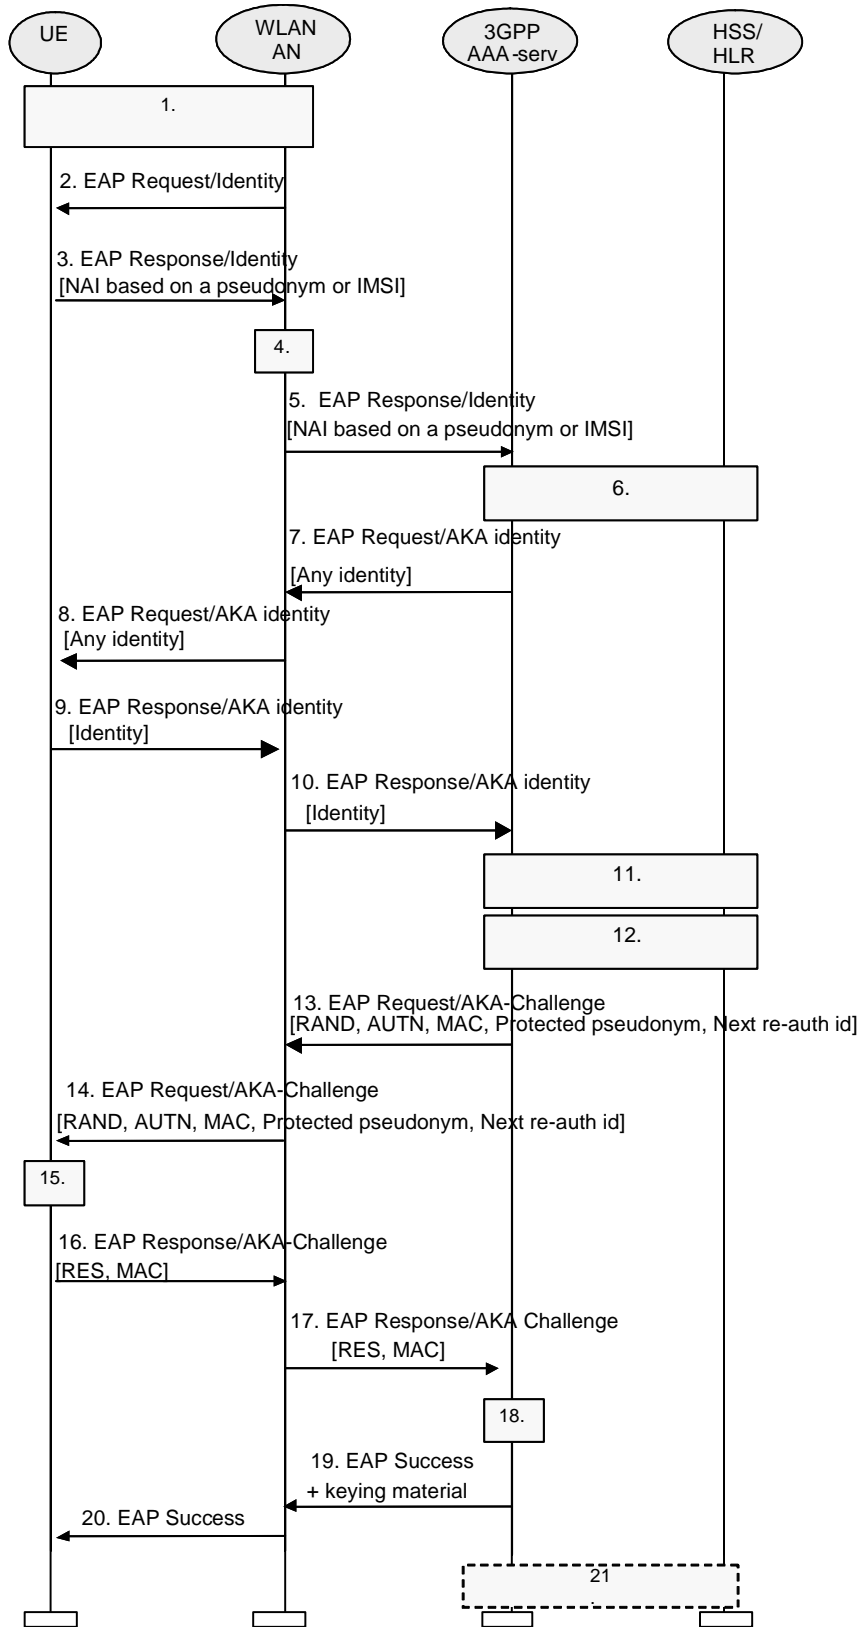 UE
WLAN
AN
3GPP
AAA-serv
HSS/
HLR
1.
2. EAP Request/Identity
3. EAP Response/Identity
[NAI based on a pseudonym or IMSI]
4.
5. EAP Response/Identity
[NAI based on a pseudonym or IMSI]
6.
7. EAP Request/AKA identity
[Any identity]
8. EAP Request/AKA identity
[Any identity]
9. EAP Response/AKA identity
[Identity]
10. EAP Response/AKA identity
[Identity]
11.
12.
13. EAP Request/AKA-Challenge
[RAND, AUTN, MAC, Protected pseudonym, Next re-auth id]
14. EAP Request/AKA-Challenge
[RAND, AUTN, MAC, Protected pseudonym, Next re-auth id]
15.
16. EAP Response/AKA-Challenge
[RES, MAC]
17. EAP Response/AKA Challenge
[RES, MAC]
18.
19. EAP Success
+ keying material
20. EAP Success
21
.